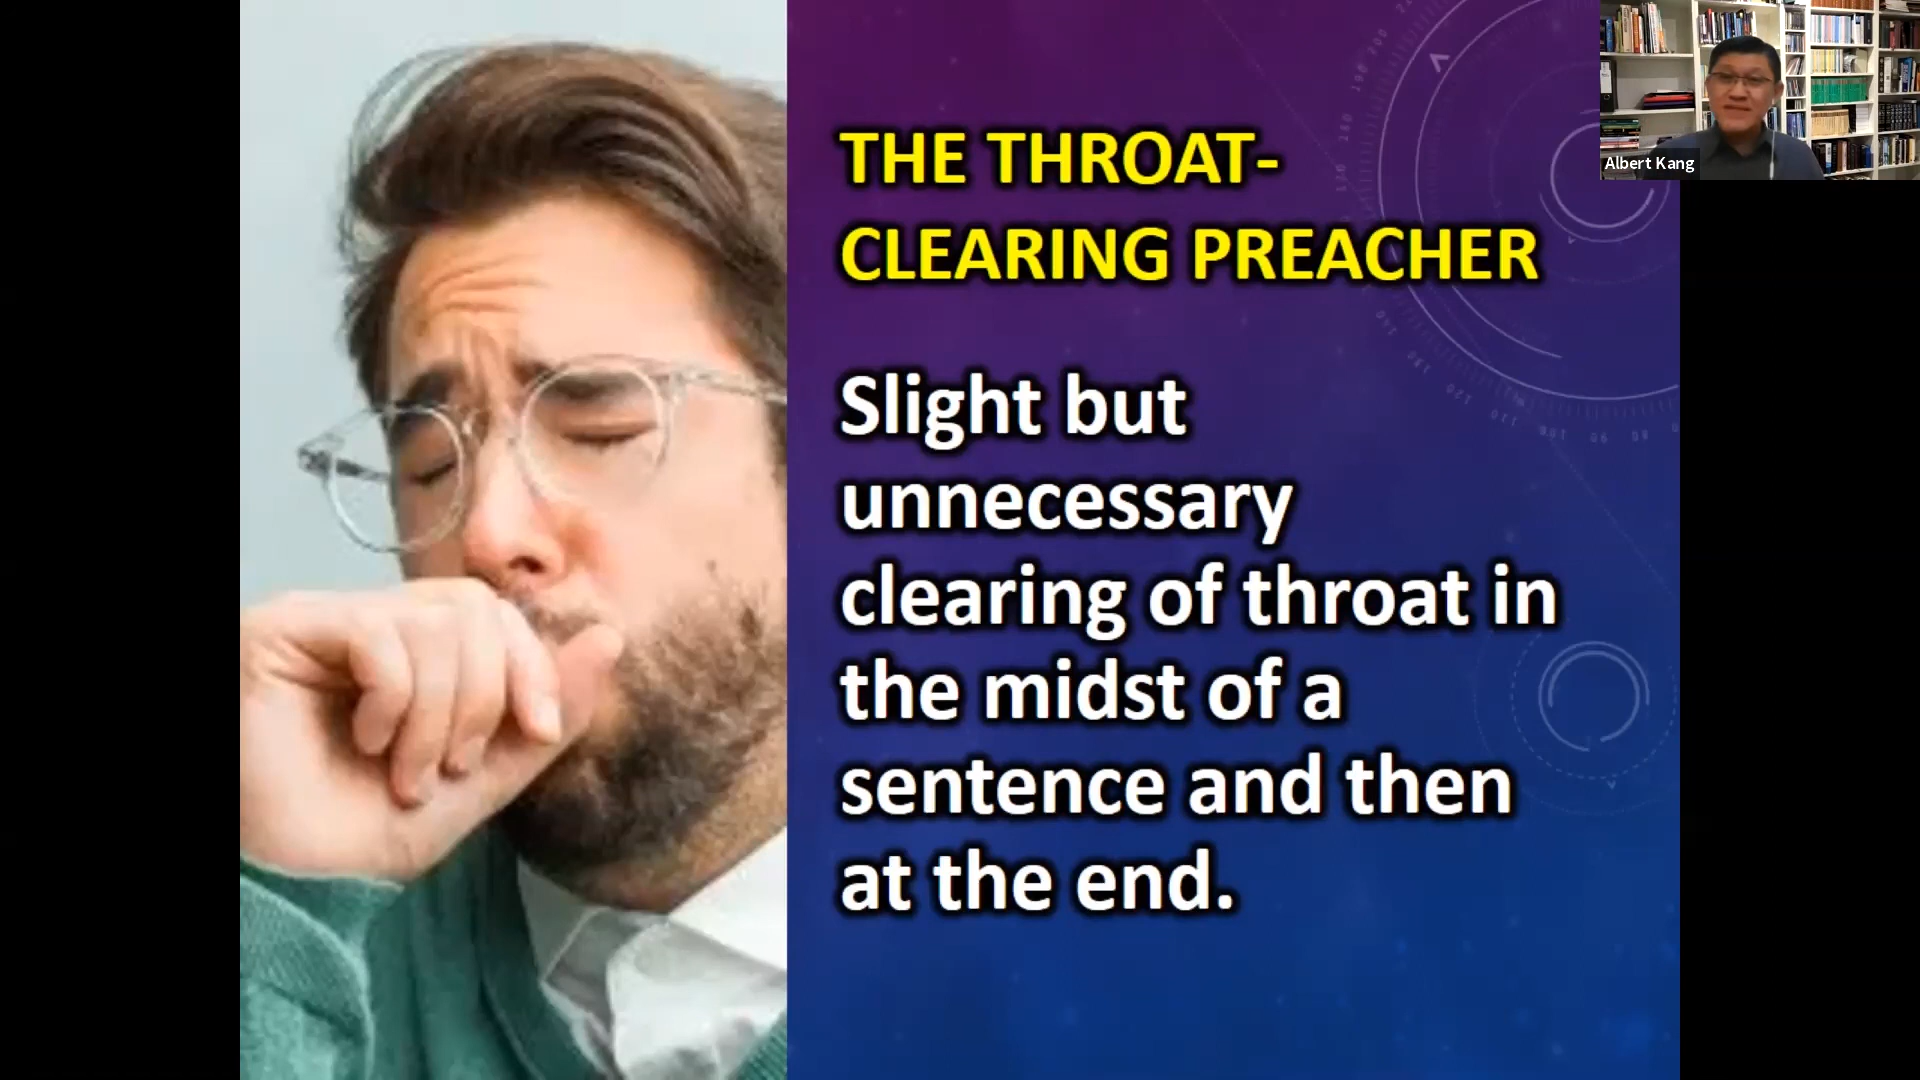 THE THROAT-
CLEARING PREACHER
Slight but
unnecessary
clearing of throat in
the midst of a
sentence and then
at the end.
Albert Kang